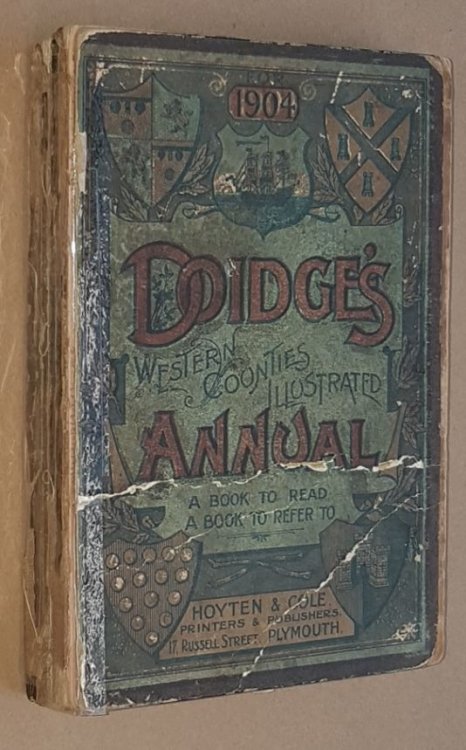 FOR
1904
DOIDGE'S
WESTERN
COUNTIES
ILLUSTRATED
ANNUAL
A BOOK TO READ
A BOOK TO REFER TO
HOYTEN & COLE
PRINTERS & PUBLISHERS.
17, RUSSELL STREET, PLYMOUTH.